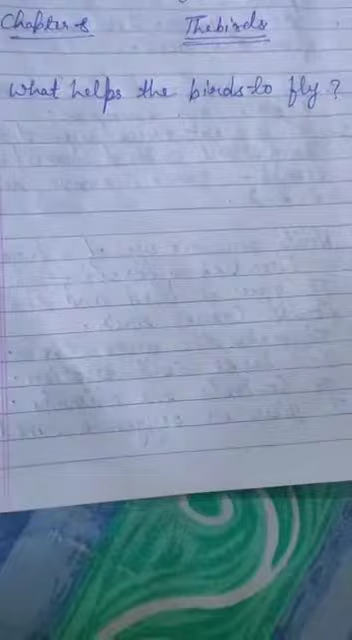 Chapter 8 The birds
What helps the birds to fly?